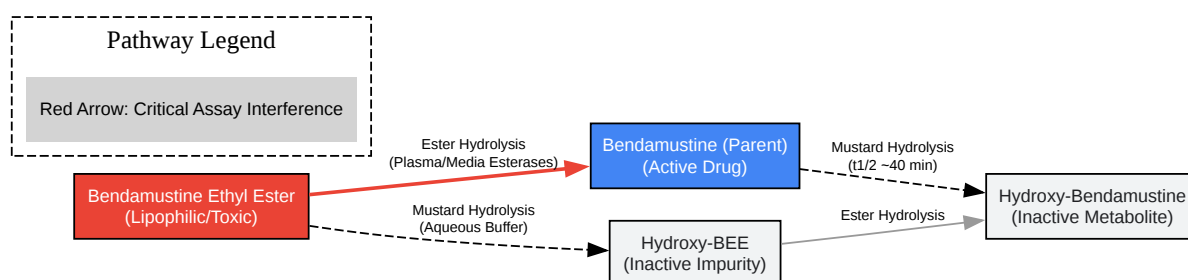 Pathway Legend
Red Arrow: Critical Assay Interference
Ester Hydrolysis
(Plasma/Media Esterases)
Bendamustine (Parent)
(Active Drug)
Mustard Hydrolysis
(t1/2 ~40 min)
Bendamustine Ethyl Ester
(Lipophilic/Toxic)
Mustard Hydrolysis
(Aqueous Buffer)
Hydroxy-BEE
(Inactive Impurity)
Ester Hydrolysis
Hydroxy-Bendamustine
(Inactive Metabolite)